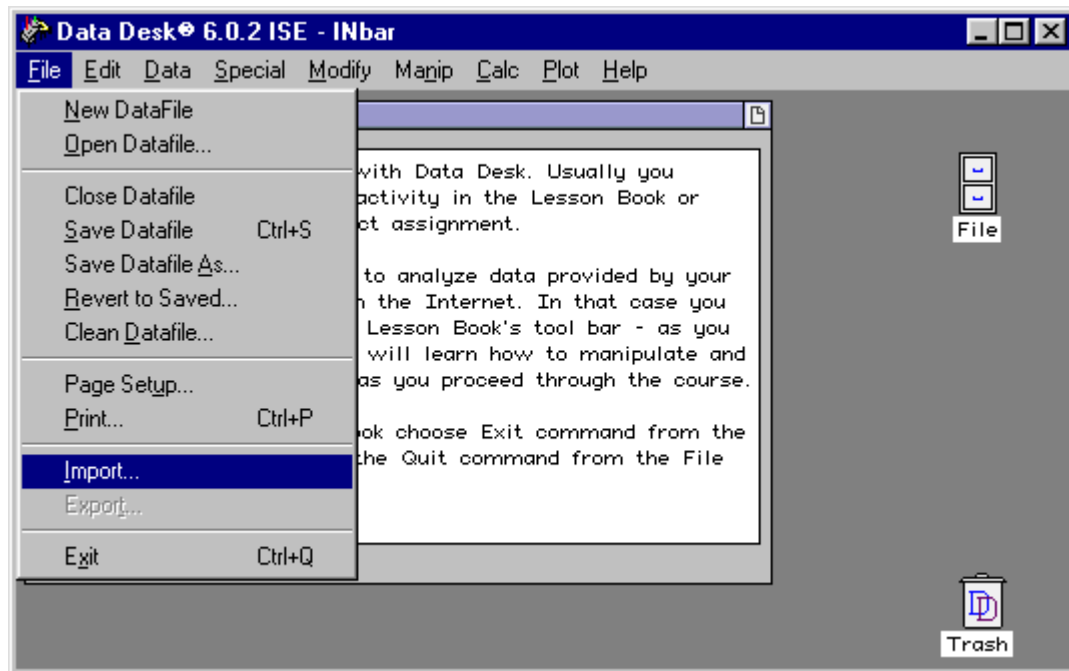 Data Desk® 6.0.2 ISE - INbar
File Edit Data Special Modify Manip Calc Plot Help
New DataFile
Open Datafile...
Close Datafile
Save Datafile Ctrl+S
Save Datafile As...
Revert to Saved...
Clean Datafile...
Page Setup...
Print... Ctrl+P
Import...
Export...
Exit Ctrl+Q
with Data Desk. Usually you
activity in the Lesson Book or
ct assignment.
to analyze data provided by your
the Internet. In that case you
Lesson Book's tool bar - as you
will learn how to manipulate and
as you proceed through the course.
ok choose Exit command from the
the Quit command from the File
File
Trash